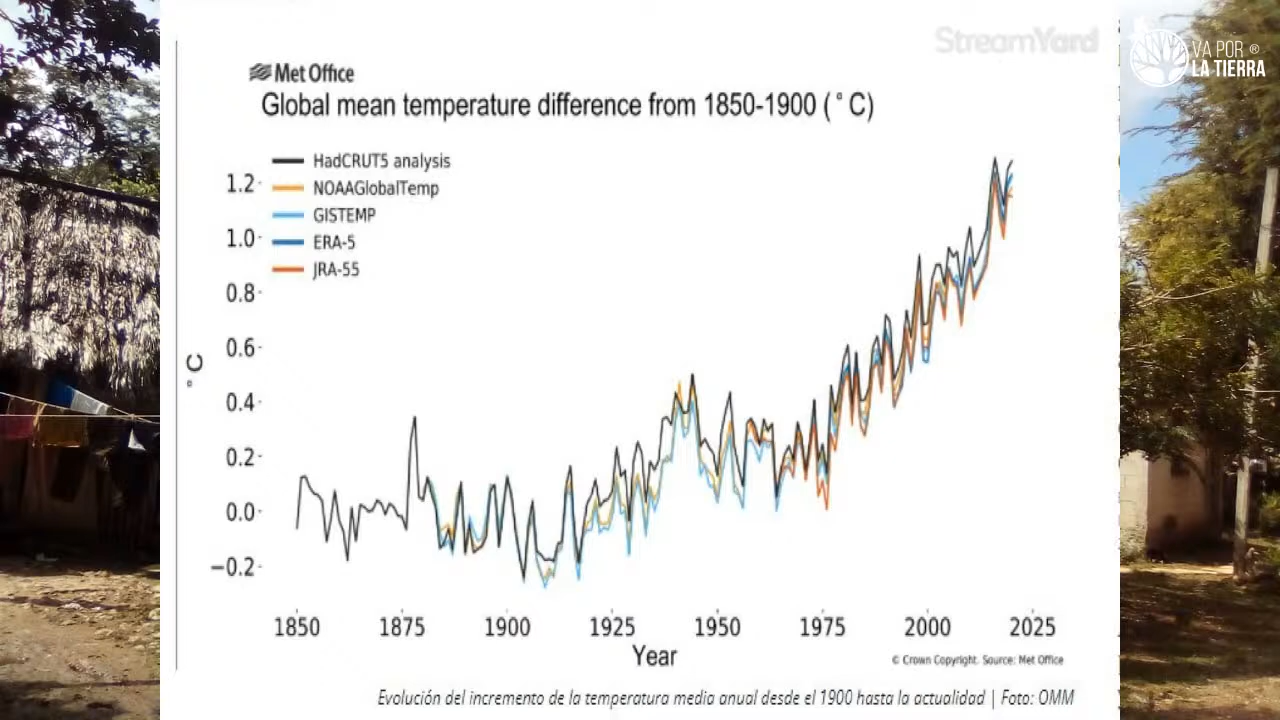 StreamYard
VA POR ®
LA TIERRA
Met Office
Global mean temperature difference from 1850-1900 (°C)
HadCRUT5 analysis
NOAAGlobalTemp
GISTEMP
ERA-5
JRA-55
1.2
1.0
0.8
0.6
0.4
0.2
0.0
−0.2
°C
1850 1875 1900 1925 1950 1975 2000 2025
Year
© Crown Copyright. Source: Met Office
Evolución del incremento de la temperatura media anual desde el 1900 hasta la actualidad | Foto: OMM